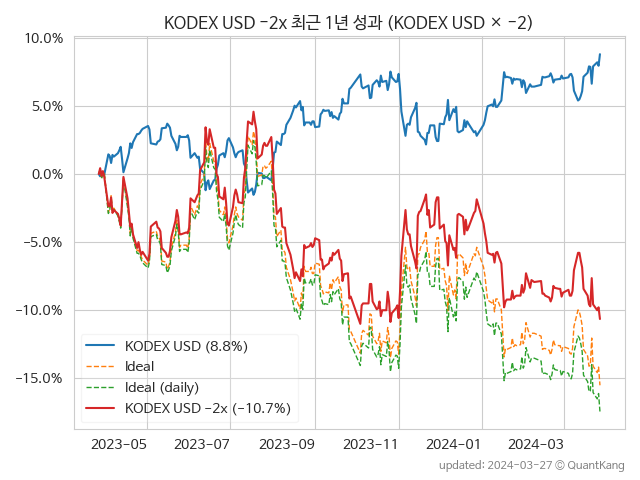 KODEX USD −2x 최근 1년 성과 (KODEX USD × −2)
10.0%
5.0%
0.0%
−5.0%
−10.0%
−15.0%
KODEX USD (8.8%)
Ideal
Ideal (daily)
KODEX USD −2x (−10.7%)
2023−05 2023−07 2023−09 2023−11 2024−01 2024−03
updated: 2024−03−27 © QuantKang